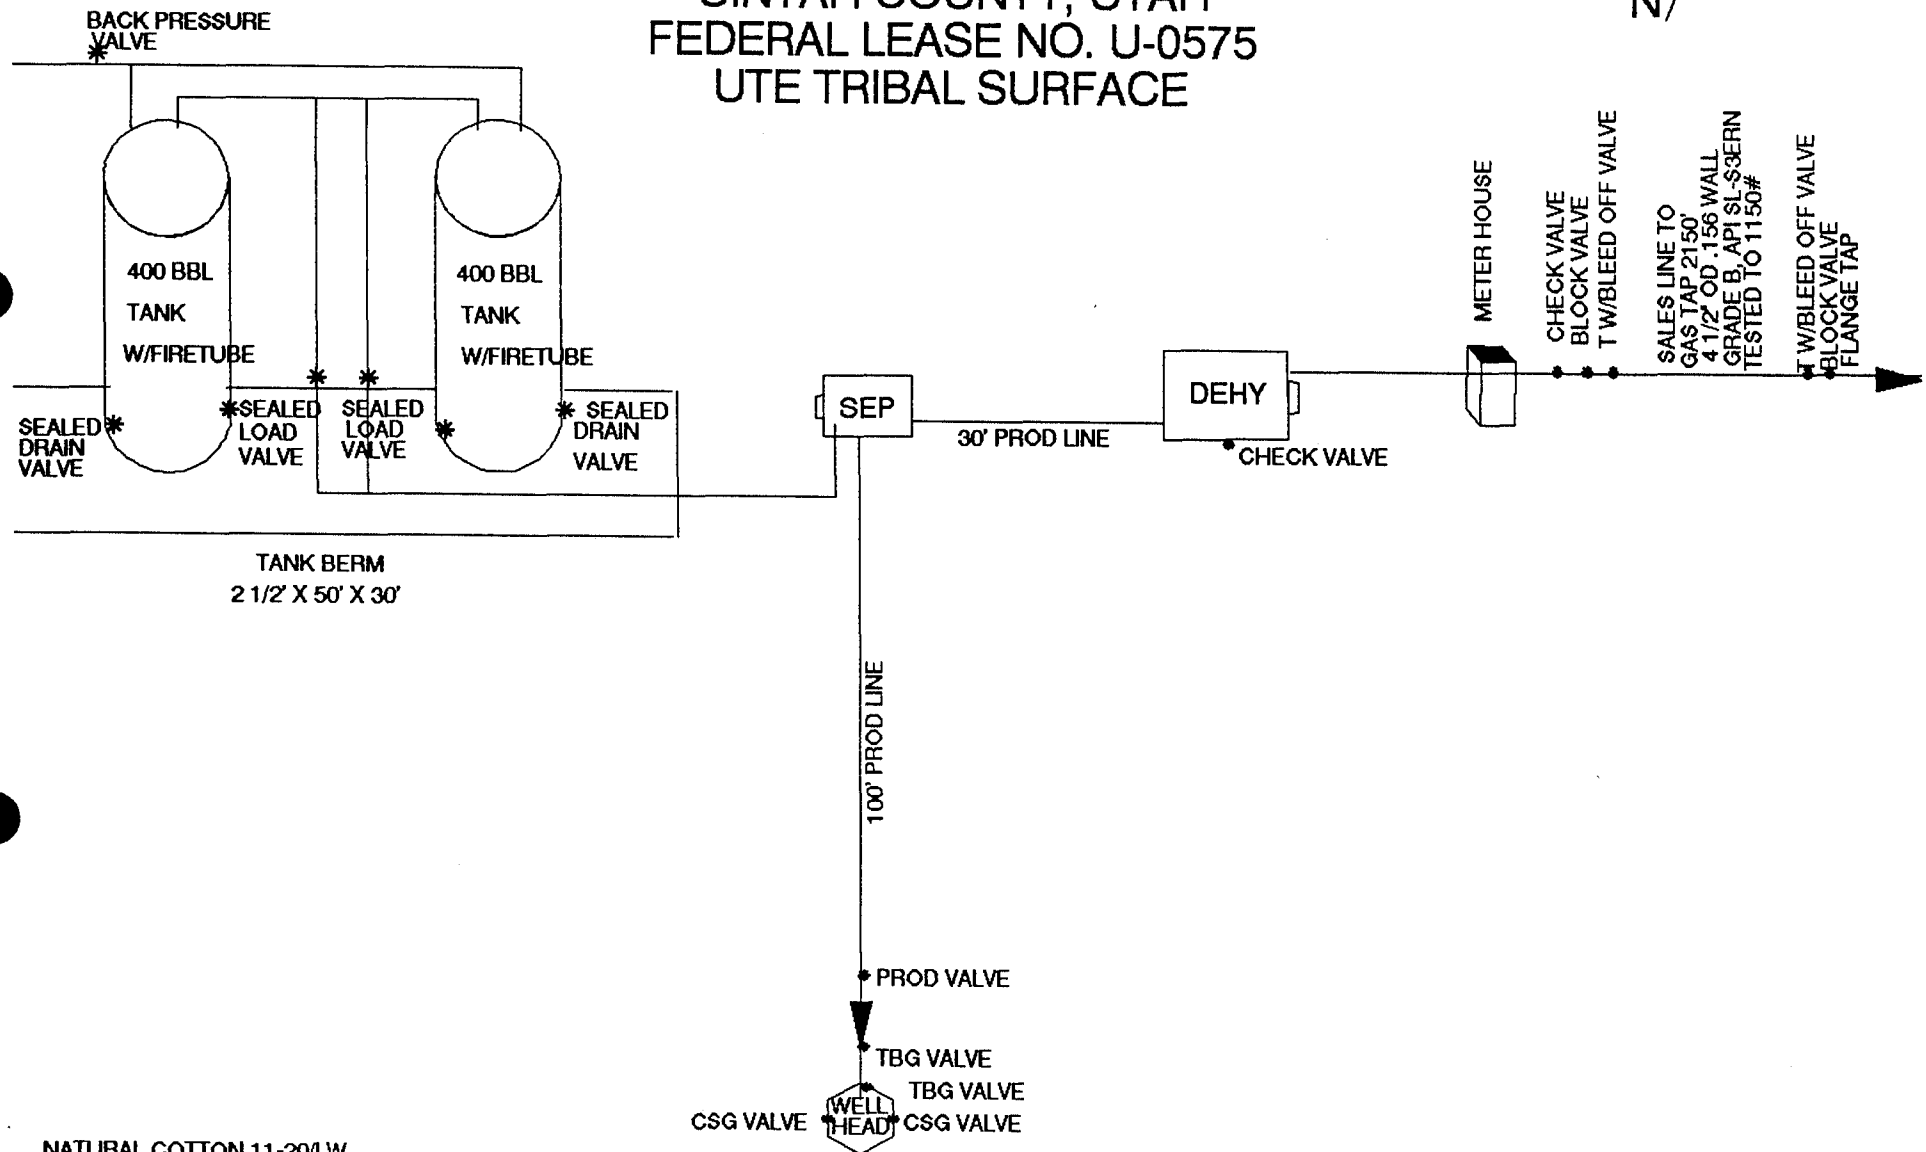 COUNTY, UTAH
FEDERAL LEASE NO. U-0575
UTE TRIBAL SURFACE
N/
BACK PRESSURE
VALVE
400 BBL
TANK
W/FIRETUBE
400 BBL
TANK
W/FIRETUBE
SEALED
DRAIN
VALVE
SEALED
LOAD
VALVE
SEALED
LOAD
VALVE
SEALED
DRAIN
VALVE
TANK BERM
2 1/2' X 50' X 30'
SEP
30' PROD LINE
DEHY
CHECK VALVE
METER HOUSE
CHECK VALVE
BLOCK VALVE
T W/BLEED OFF VALVE
SALES LINE TO
GAS TAP 2150'
4 1/2" OD .156 WALL
GRADE B, API SL-S3ERN
TESTED TO 1150#
T W/BLEED OFF VALVE
BLOCK VALVE
FLANGE TAP
100' PROD LINE
PROD VALVE
TBG VALVE
TBG VALVE
CSG VALVE
WELL
HEAD
CSG VALVE
NATURAL COTTON